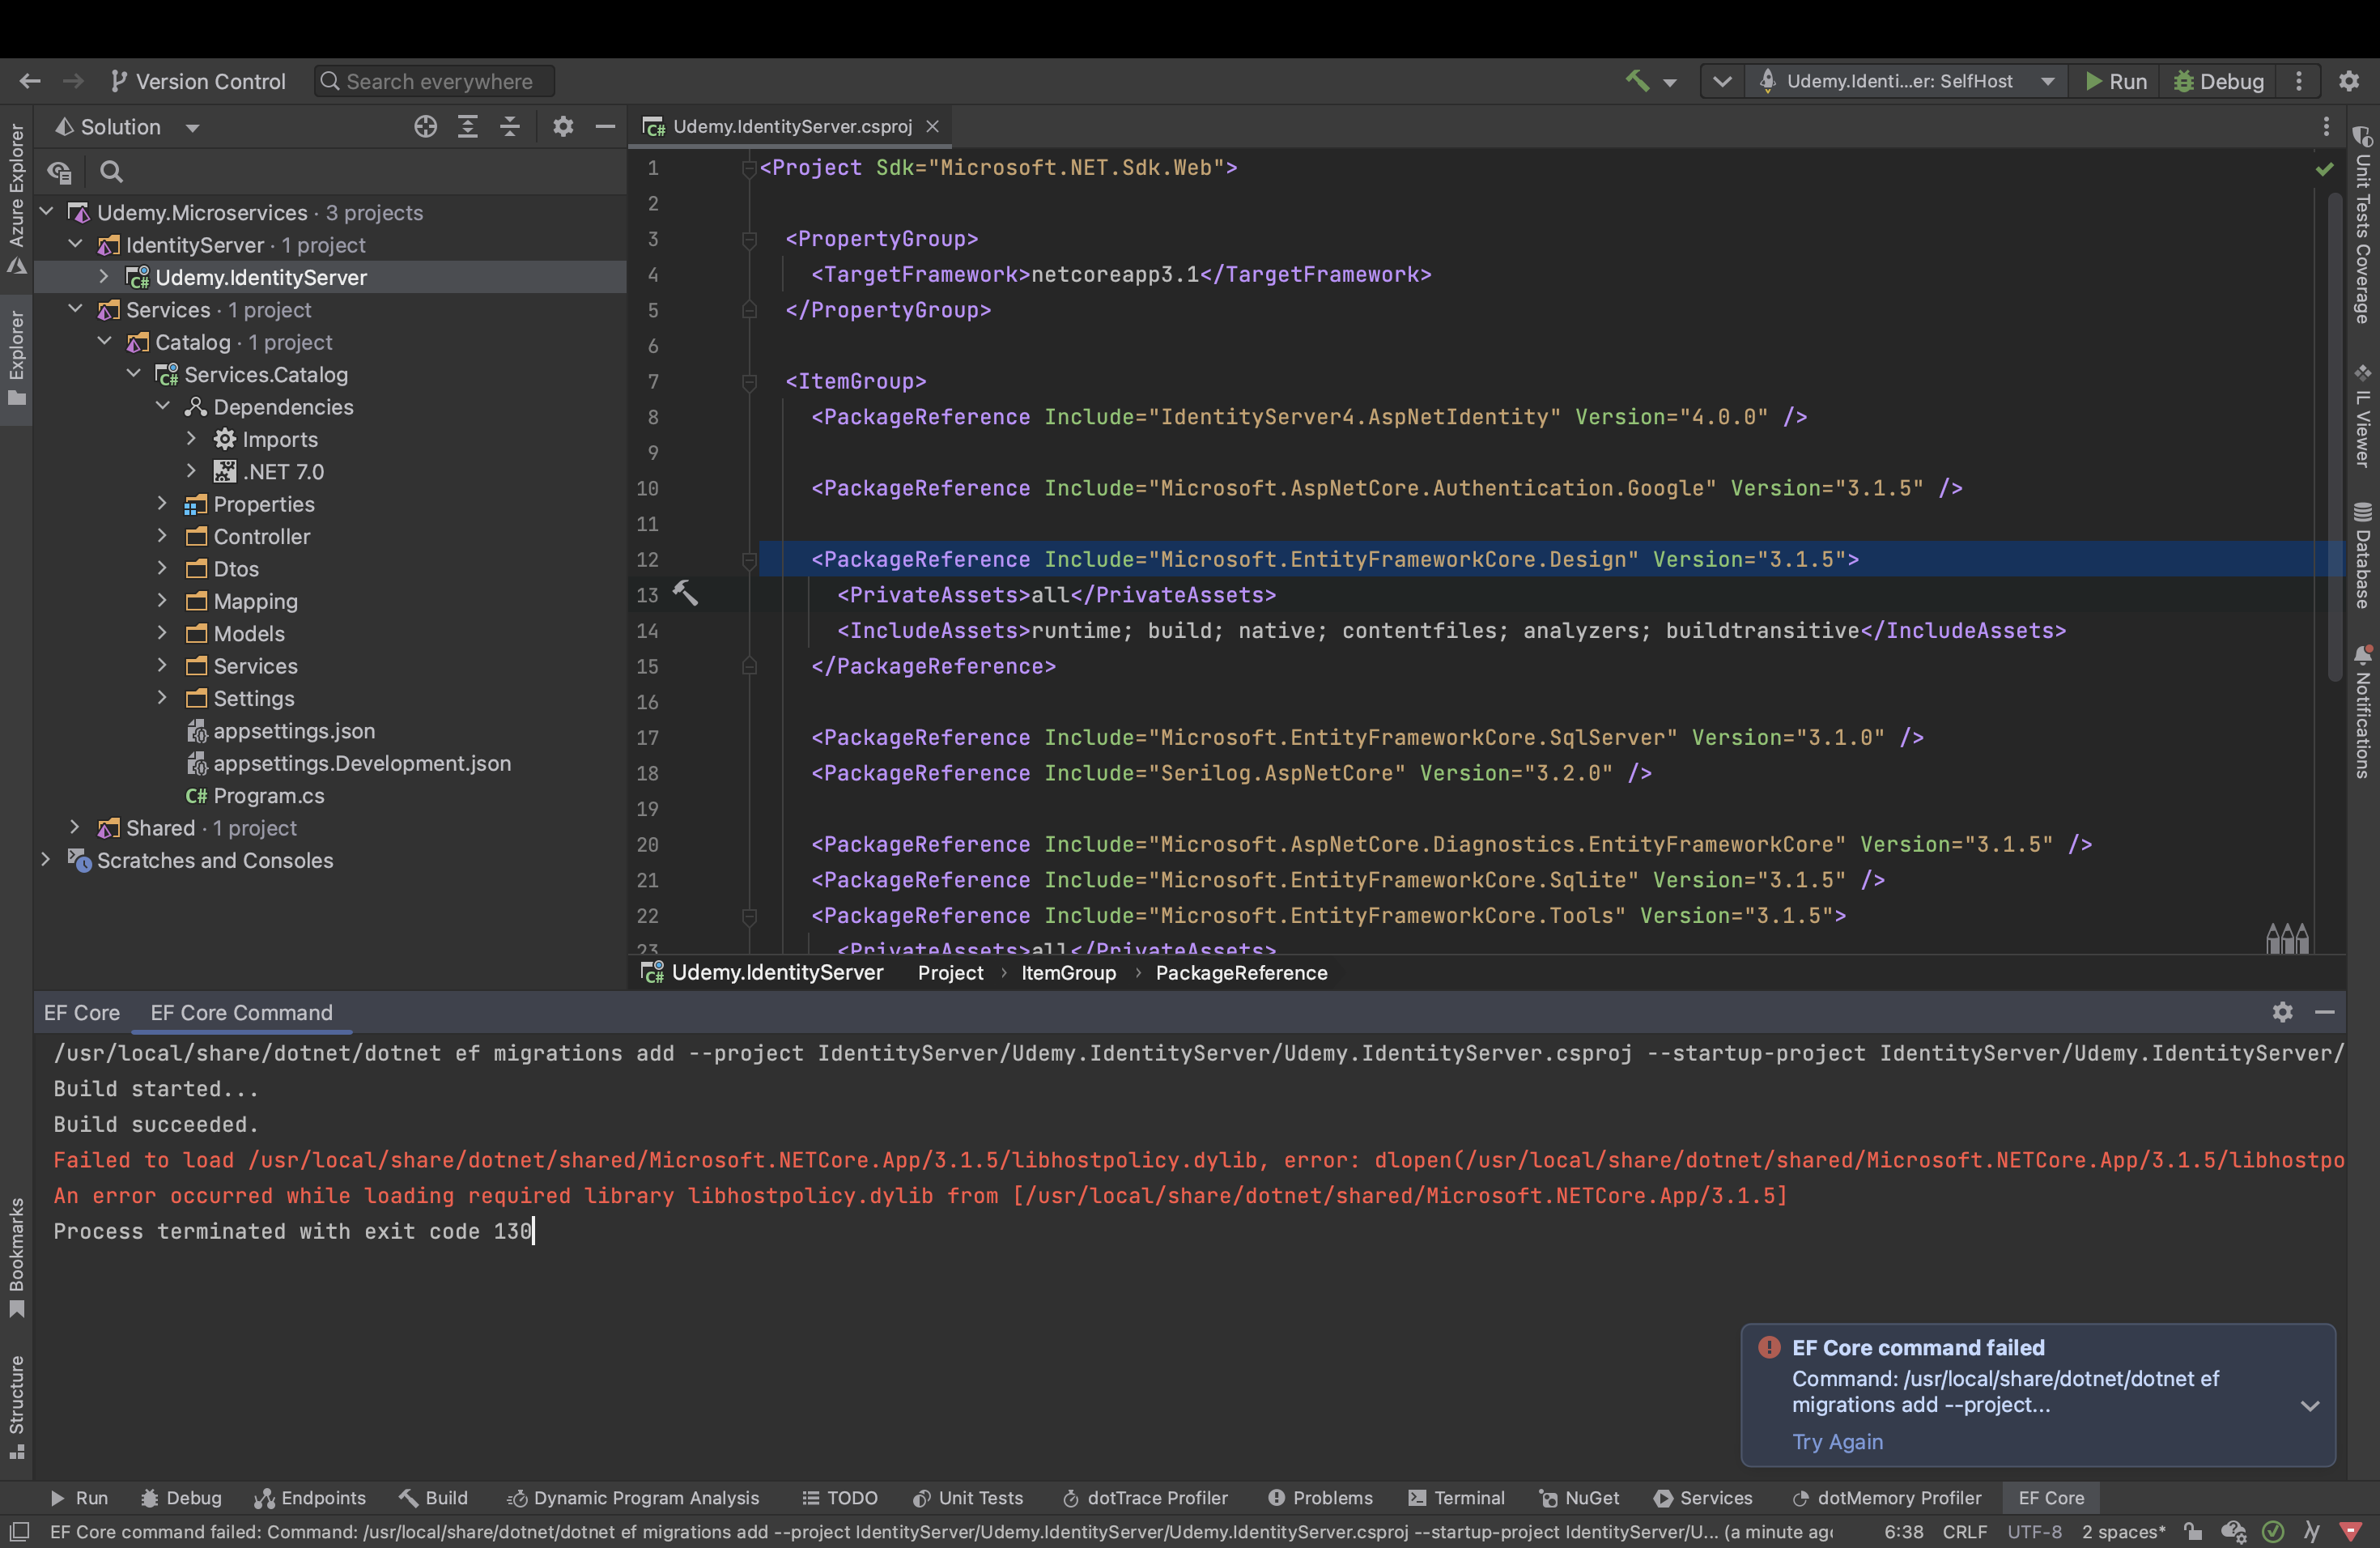 Version Control
Search everywhere
Udemy.Identi...er: SelfHost
Run
Debug
Solution
Udemy.IdentityServer.csproj
Azure Explorer
Explorer
Bookmarks
Structure
Udemy.Microservices · 3 projects
IdentityServer · 1 project
Udemy.IdentityServer
Services · 1 project
Catalog · 1 project
Services.Catalog
Dependencies
Imports
.NET 7.0
Properties
Controller
Dtos
Mapping
Models
Services
Settings
appsettings.json
appsettings.Development.json
C# Program.cs
Shared · 1 project
Scratches and Consoles
1 <Project Sdk="Microsoft.NET.Sdk.Web">
2
3 <PropertyGroup>
4 <TargetFramework>netcoreapp3.1</TargetFramework>
5 </PropertyGroup>
6
7 <ItemGroup>
8 <PackageReference Include="IdentityServer4.AspNetIdentity" Version="4.0.0" />
9
10 <PackageReference Include="Microsoft.AspNetCore.Authentication.Google" Version="3.1.5" />
11
12 <PackageReference Include="Microsoft.EntityFrameworkCore.Design" Version="3.1.5">
13 <PrivateAssets>all</PrivateAssets>
14 <IncludeAssets>runtime; build; native; contentfiles; analyzers; buildtransitive</IncludeAssets>
15 </PackageReference>
16
17 <PackageReference Include="Microsoft.EntityFrameworkCore.SqlServer" Version="3.1.0" />
18 <PackageReference Include="Serilog.AspNetCore" Version="3.2.0" />
19
20 <PackageReference Include="Microsoft.AspNetCore.Diagnostics.EntityFrameworkCore" Version="3.1.5" />
21 <PackageReference Include="Microsoft.EntityFrameworkCore.Sqlite" Version="3.1.5" />
22 <PackageReference Include="Microsoft.EntityFrameworkCore.Tools" Version="3.1.5">
23 <PrivateAssets>all</PrivateAssets>
Udemy.IdentityServer Project › ItemGroup › PackageReference
Unit Tests Coverage
IL Viewer
Database
Notifications
EF Core
EF Core Command
/usr/local/share/dotnet/dotnet ef migrations add --project IdentityServer/Udemy.IdentityServer/Udemy.IdentityServer.csproj --startup-project IdentityServer/Udemy.IdentityServer/
Build started...
Build succeeded.
Failed to load /usr/local/share/dotnet/shared/Microsoft.NETCore.App/3.1.5/libhostpolicy.dylib, error: dlopen(/usr/local/share/dotnet/shared/Microsoft.NETCore.App/3.1.5/libhostpo
An error occurred while loading required library libhostpolicy.dylib from [/usr/local/share/dotnet/shared/Microsoft.NETCore.App/3.1.5]
Process terminated with exit code 130
EF Core command failed
Command: /usr/local/share/dotnet/dotnet ef
migrations add --project...
Try Again
Run
Debug
Endpoints
Build
Dynamic Program Analysis
TODO
Unit Tests
dotTrace Profiler
Problems
Terminal
NuGet
Services
dotMemory Profiler
EF Core
EF Core command failed: Command: /usr/local/share/dotnet/dotnet ef migrations add --project IdentityServer/Udemy.IdentityServer/Udemy.IdentityServer.csproj --startup-project IdentityServer/U... (a minute ago
6:38
CRLF
UTF-8
2 spaces*